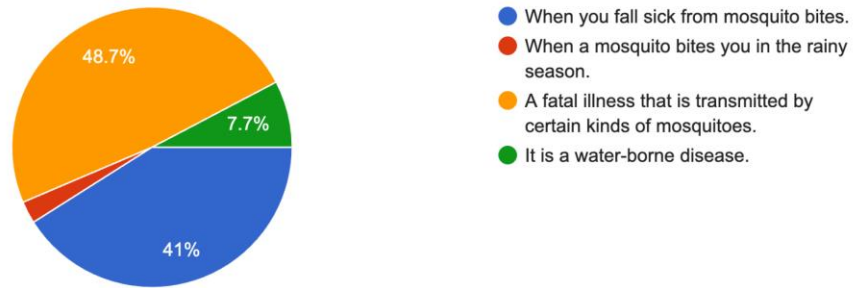 48.7%
7.7%
41%
When you fall sick from mosquito bites.
When a mosquito bites you in the rainy
season.
A fatal illness that is transmitted by
certain kinds of mosquitoes.
It is a water-borne disease.